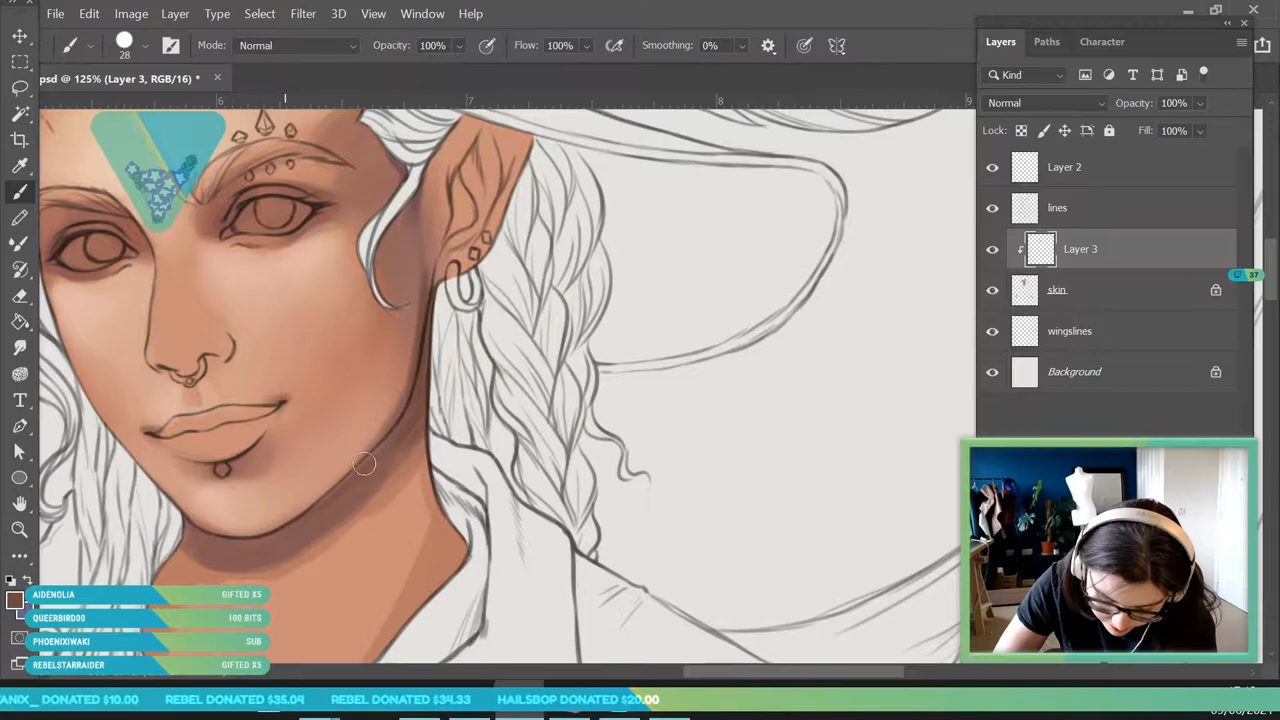 File Edit Image Layer Type Select Filter 3D View Window Help
28 Mode: Normal Opacity: 100% Flow: 100% Smoothing: 0%
psd @ 125% (Layer 3, RGB/16) * ×
6 7 8 9
Layers Paths Character
Kind
Normal Opacity: 100%
Lock: Fill: 100%
Layer 2
lines
Layer 3
37
skin
wingslines
Background
AIDENOLIA GIFTED X5
QUEERBIRD00 100 BITS
PHOENIXIWAKI SUB
REBELSTARRAIDER GIFTED X5
ANIX_ DONATED $10.00 REBEL DONATED $35.04 REBEL DONATED $34.33 HAILSBOP DONATED $20.00